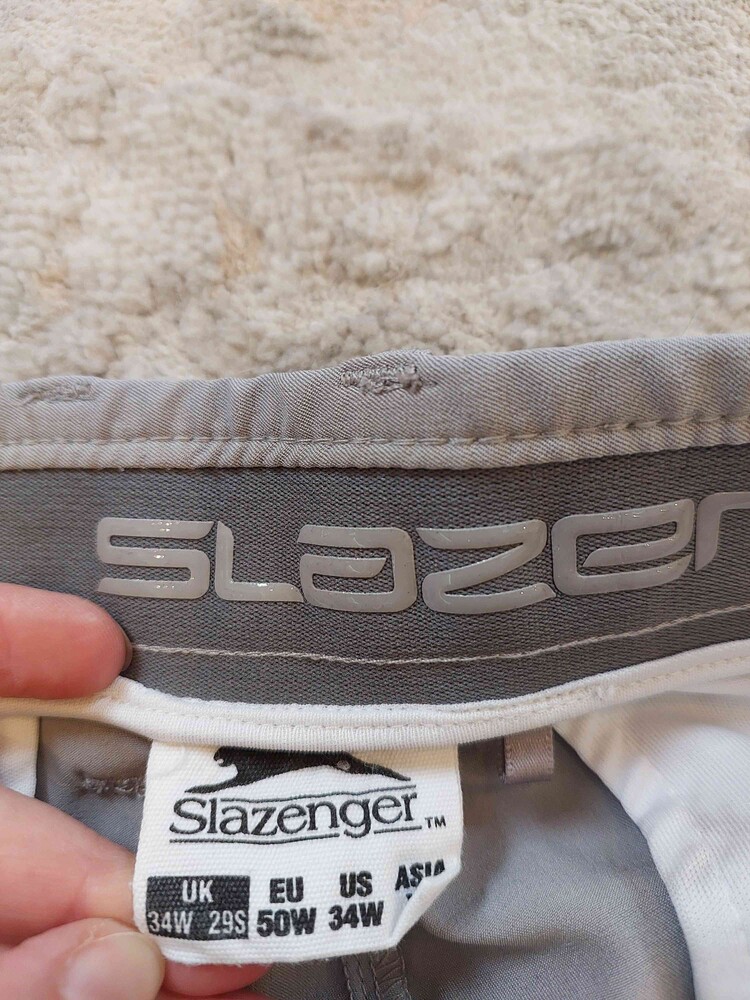 SLAZEN
Slazenger™
UK EU US ASIA
34W 29S 50W 34W